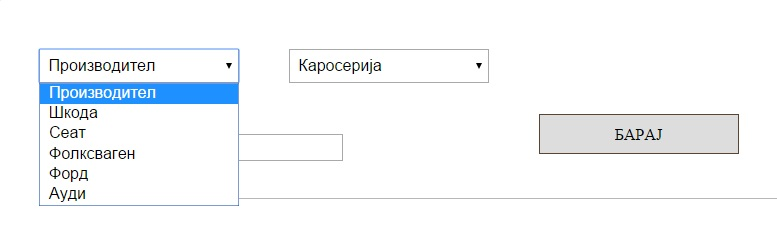 Производител
Каросерија
Производител
Шкода
Сеат
Фолксваген
Форд
Ауди
БАРАЈ